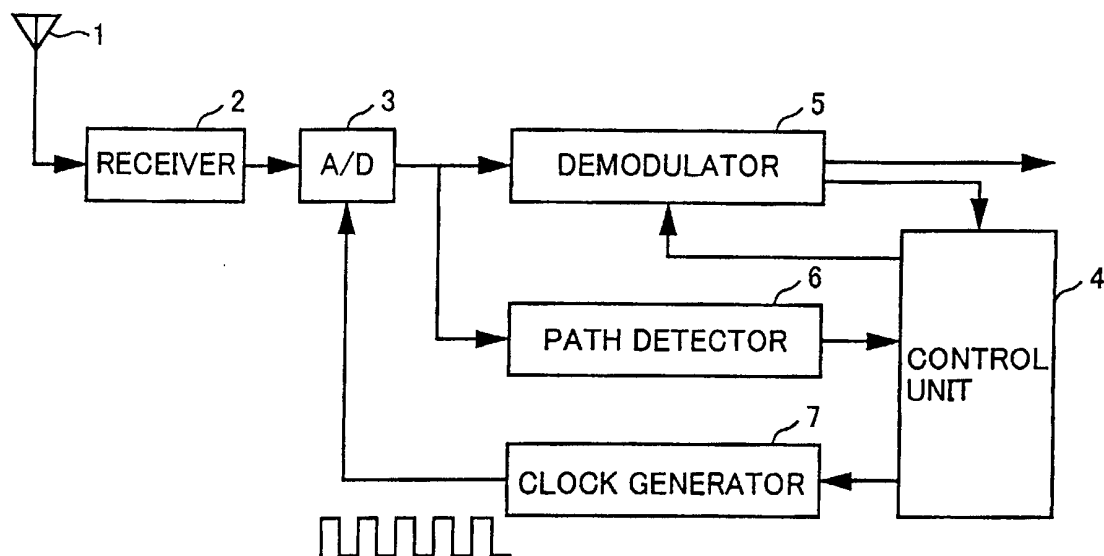 1
2
3
5
RECEIVER
A/D
DEMODULATOR
6
4
PATH DETECTOR
CONTROL
UNIT
7
CLOCK GENERATOR